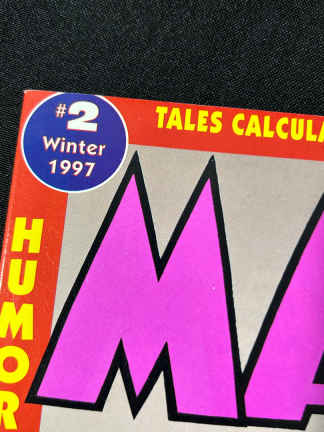 #2
Winter
1997
TALES CALCULA
HUMOR
MA